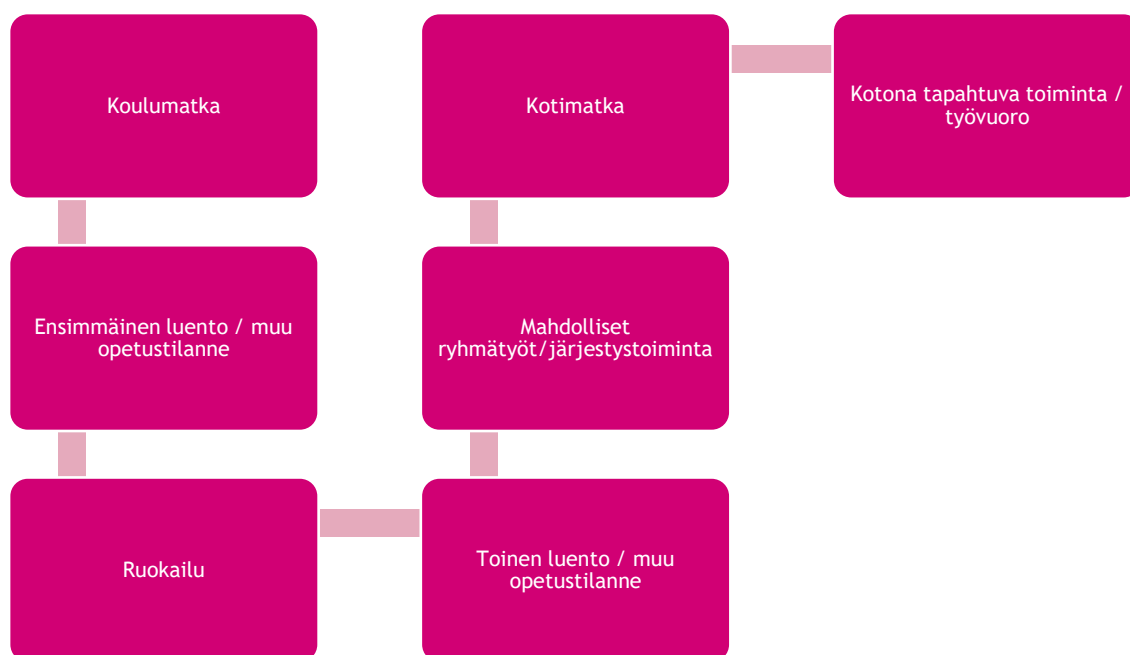 Koulumatka
Ensimmäinen luento / muu
opetustilanne
Ruokailu
Toinen luento / muu
opetustilanne
Mahdolliset
ryhmätyöt/järjestystoiminta
Kotimatka
Kotona tapahtuva toiminta /
työvuoro